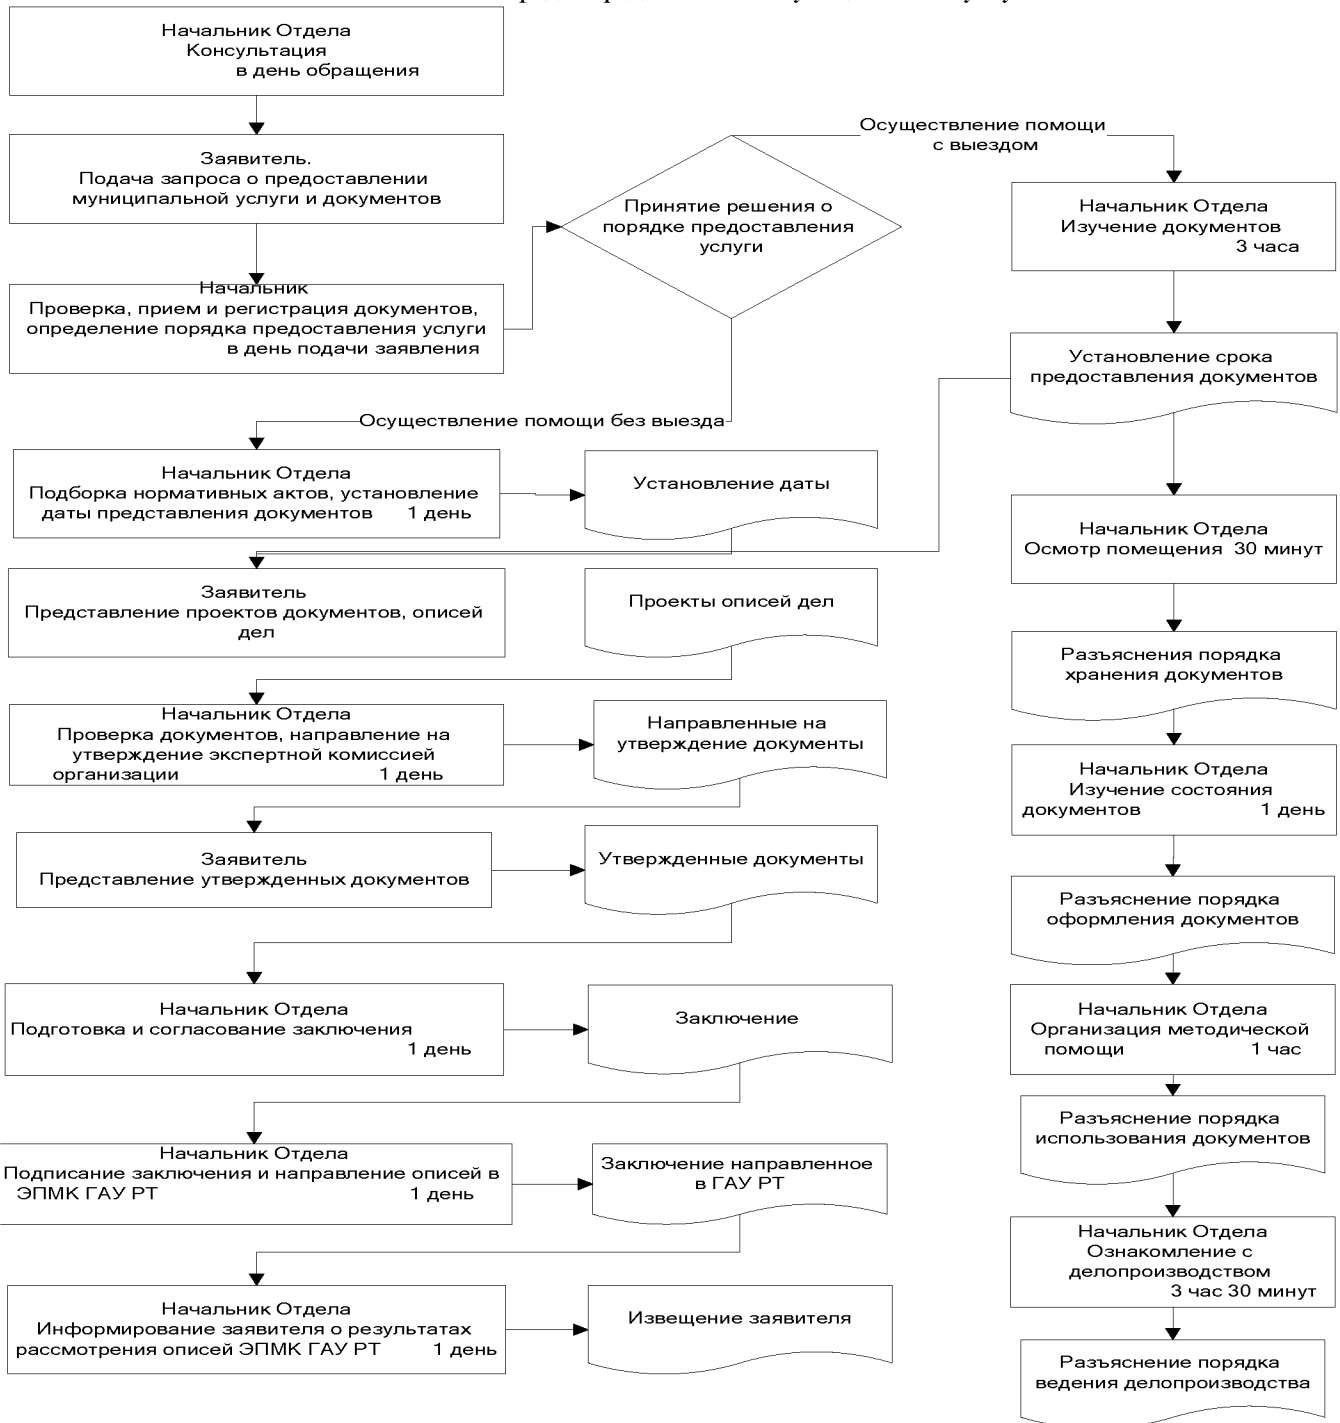 Начальник Отдела
Консультация
в день обращения
Заявитель.
Подача запроса о предоставлении
муниципальной услуги и документов
Начальник
Проверка, прием и регистрация документов,
определение порядка предоставления услуги
в день подачи заявления
Принятие решения о
порядке предоставления
услуги
Осуществление помощи
с выездом
Осуществление помощи без выезда
Начальник Отдела
Подборка нормативных актов, установление
даты представления документов 1 день
Установление даты
Заявитель
Представление проектов документов, описей
дел
Проекты описей дел
Начальник Отдела
Проверка документов, направление на
утверждение экспертной комиссией
организации 1 день
Направленные на
утверждение документы
Заявитель
Представление утвержденных документов
Утвержденные документы
Начальник Отдела
Подготовка и согласование заключения
1 день
Заключение
Начальник Отдела
Подписание заключения и направление описей в
ЭПМК ГАУ РТ 1 день
Заключение направленное
в ГАУ РТ
Начальник Отдела
Информирование заявителя о результатах
рассмотрения описей ЭПМК ГАУ РТ 1 день
Извещение заявителя
Начальник Отдела
Изучение документов
3 часа
Установление срока
предоставления документов
Начальник Отдела
Осмотр помещения 30 минут
Разъяснения порядка
хранения документов
Начальник Отдела
Изучение состояния
документов 1 день
Разъяснение порядка
оформления документов
Начальник Отдела
Организация методической
помощи 1 час
Разъяснение порядка
использования документов
Начальник Отдела
Ознакомление с
делопроизводством
3 час 30 минут
Разъяснение порядка
ведения делопроизводства